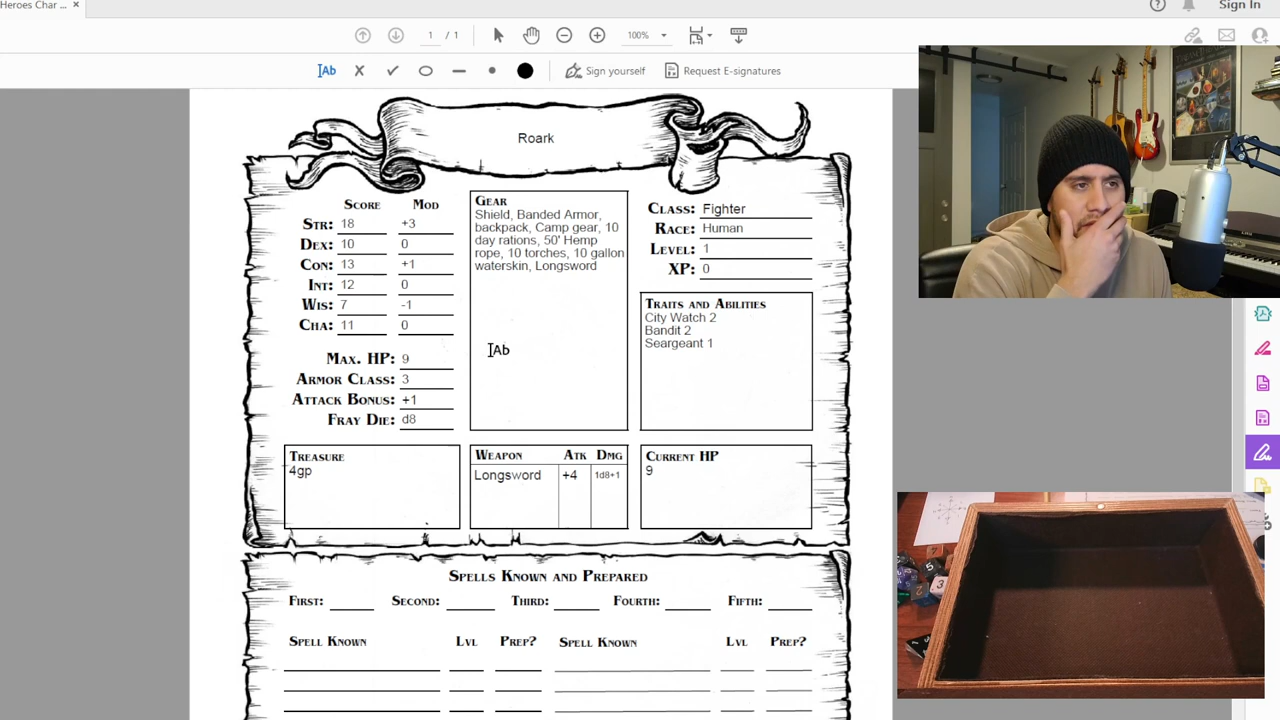 Heroes Char ... ×
? Sign In
1 / 1 100%
Ab Sign yourself Request E-signatures
Roark
SCORE MOD
STR: 18 +3
DEX: 10 0
CON: 13 +1
INT: 12 0
WIS: 7 -1
CHA: 11 0
MAX. HP: 9
ARMOR CLASS: 3
ATTACK BONUS: +1
FRAY DIE: d8
GEAR
Shield, Banded Armor,
backpack, Camp gear, 10
day rations, 50' Hemp
rope, 10 torches, 10 gallon
waterskin, Longsword
Ab
CLASS: Fighter
RACE: Human
LEVEL: 1
XP: 0
TRAITS AND ABILITIES
City Watch 2
Bandit 2
Seargeant 1
TREASURE
4gp
WEAPON ATK DMG
Longsword +4 1d8+1
CURRENT HP
9
SPELLS KNOWN AND PREPARED
FIRST: SECOND: THIRD: FOURTH: FIFTH:
SPELL KNOWN LVL PREP? SPELL KNOWN LVL PREP?
5
3